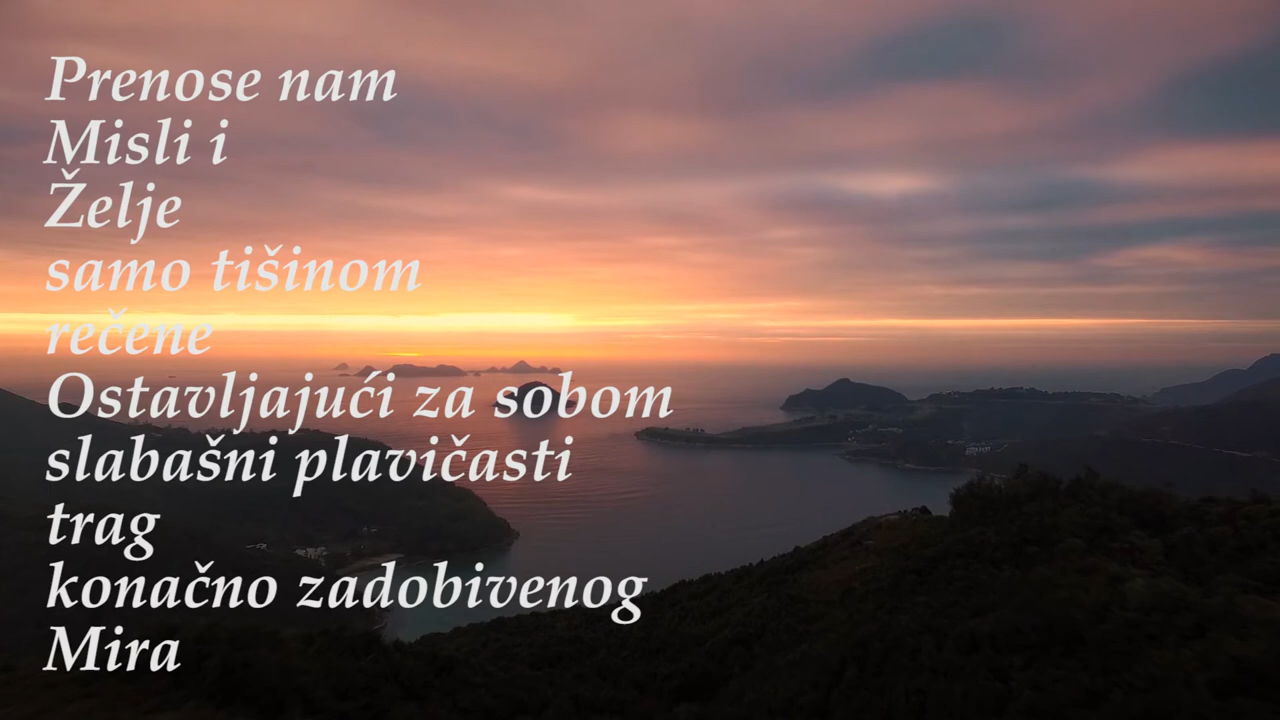 Prenose nam
Misli i
Želje
samo tišinom
rečene
Ostavljajući za sobom
slabašni plavičasti
trag
konačno zadobivenog
Mira